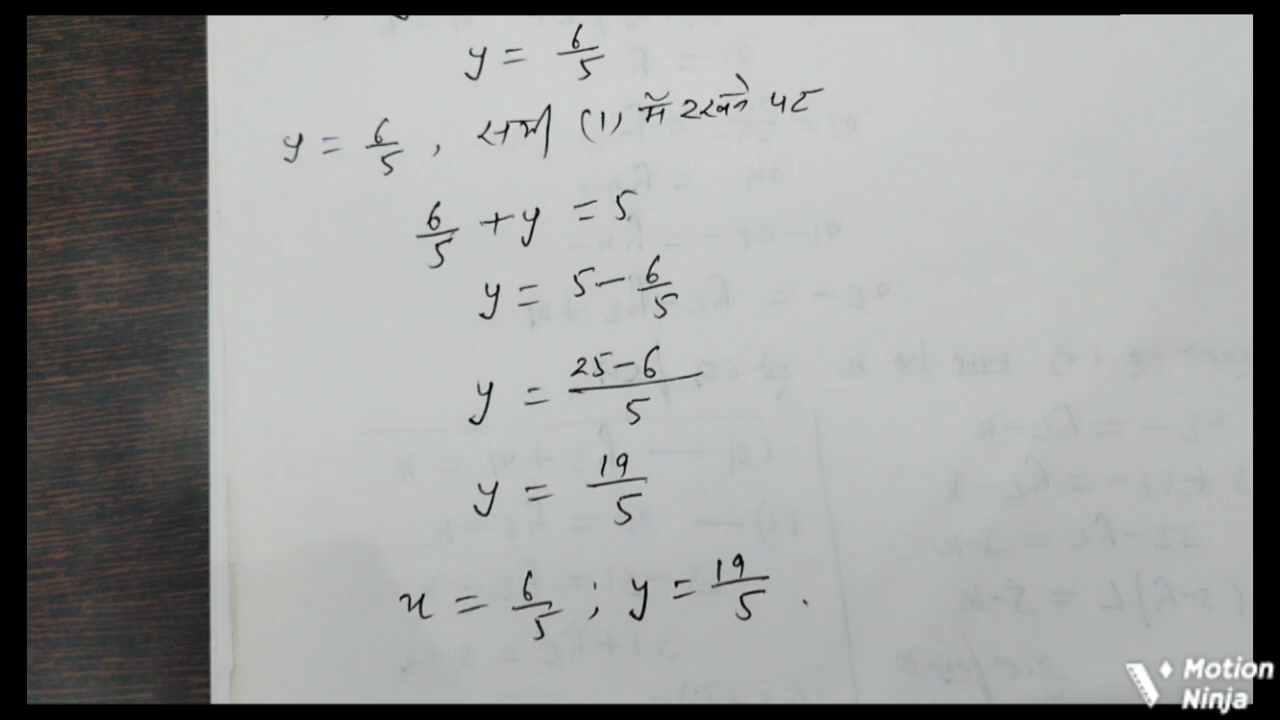 y = 6/5
y = 6/5, समी (1) में रखने पर
6/5 + y = 5
y = 5 - 6/5
y = 25-6/5
y = 19/5
x = 6/5 ; y = 19/5 .
Motion
Ninja